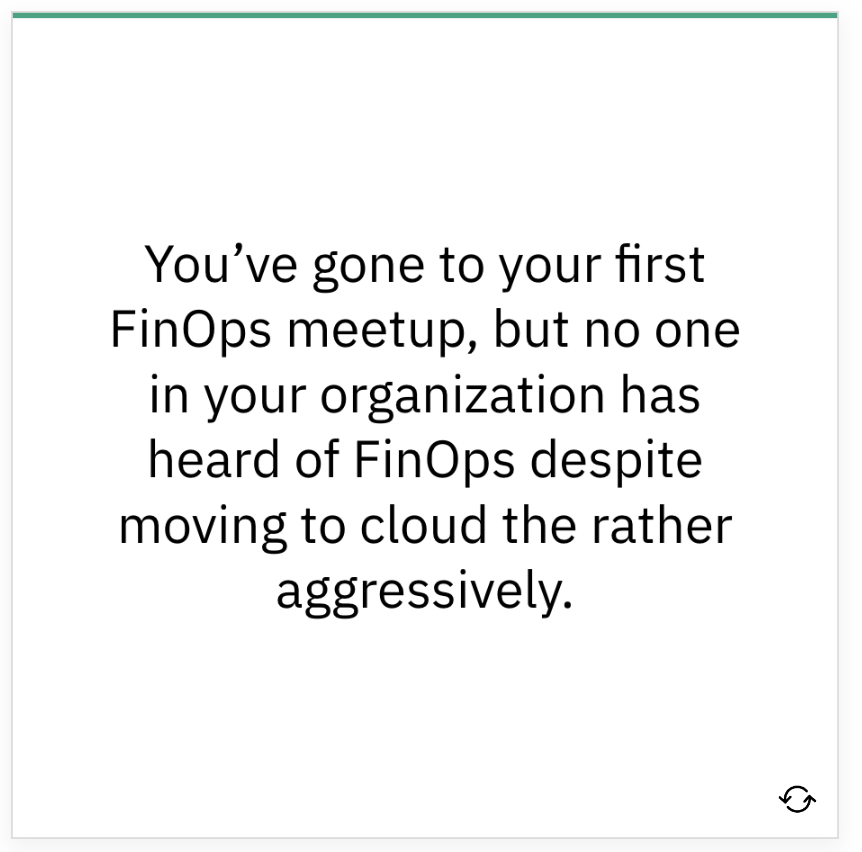 You’ve gone to your first
FinOps meetup, but no one
in your organization has
heard of FinOps despite
moving to cloud the rather
aggressively.